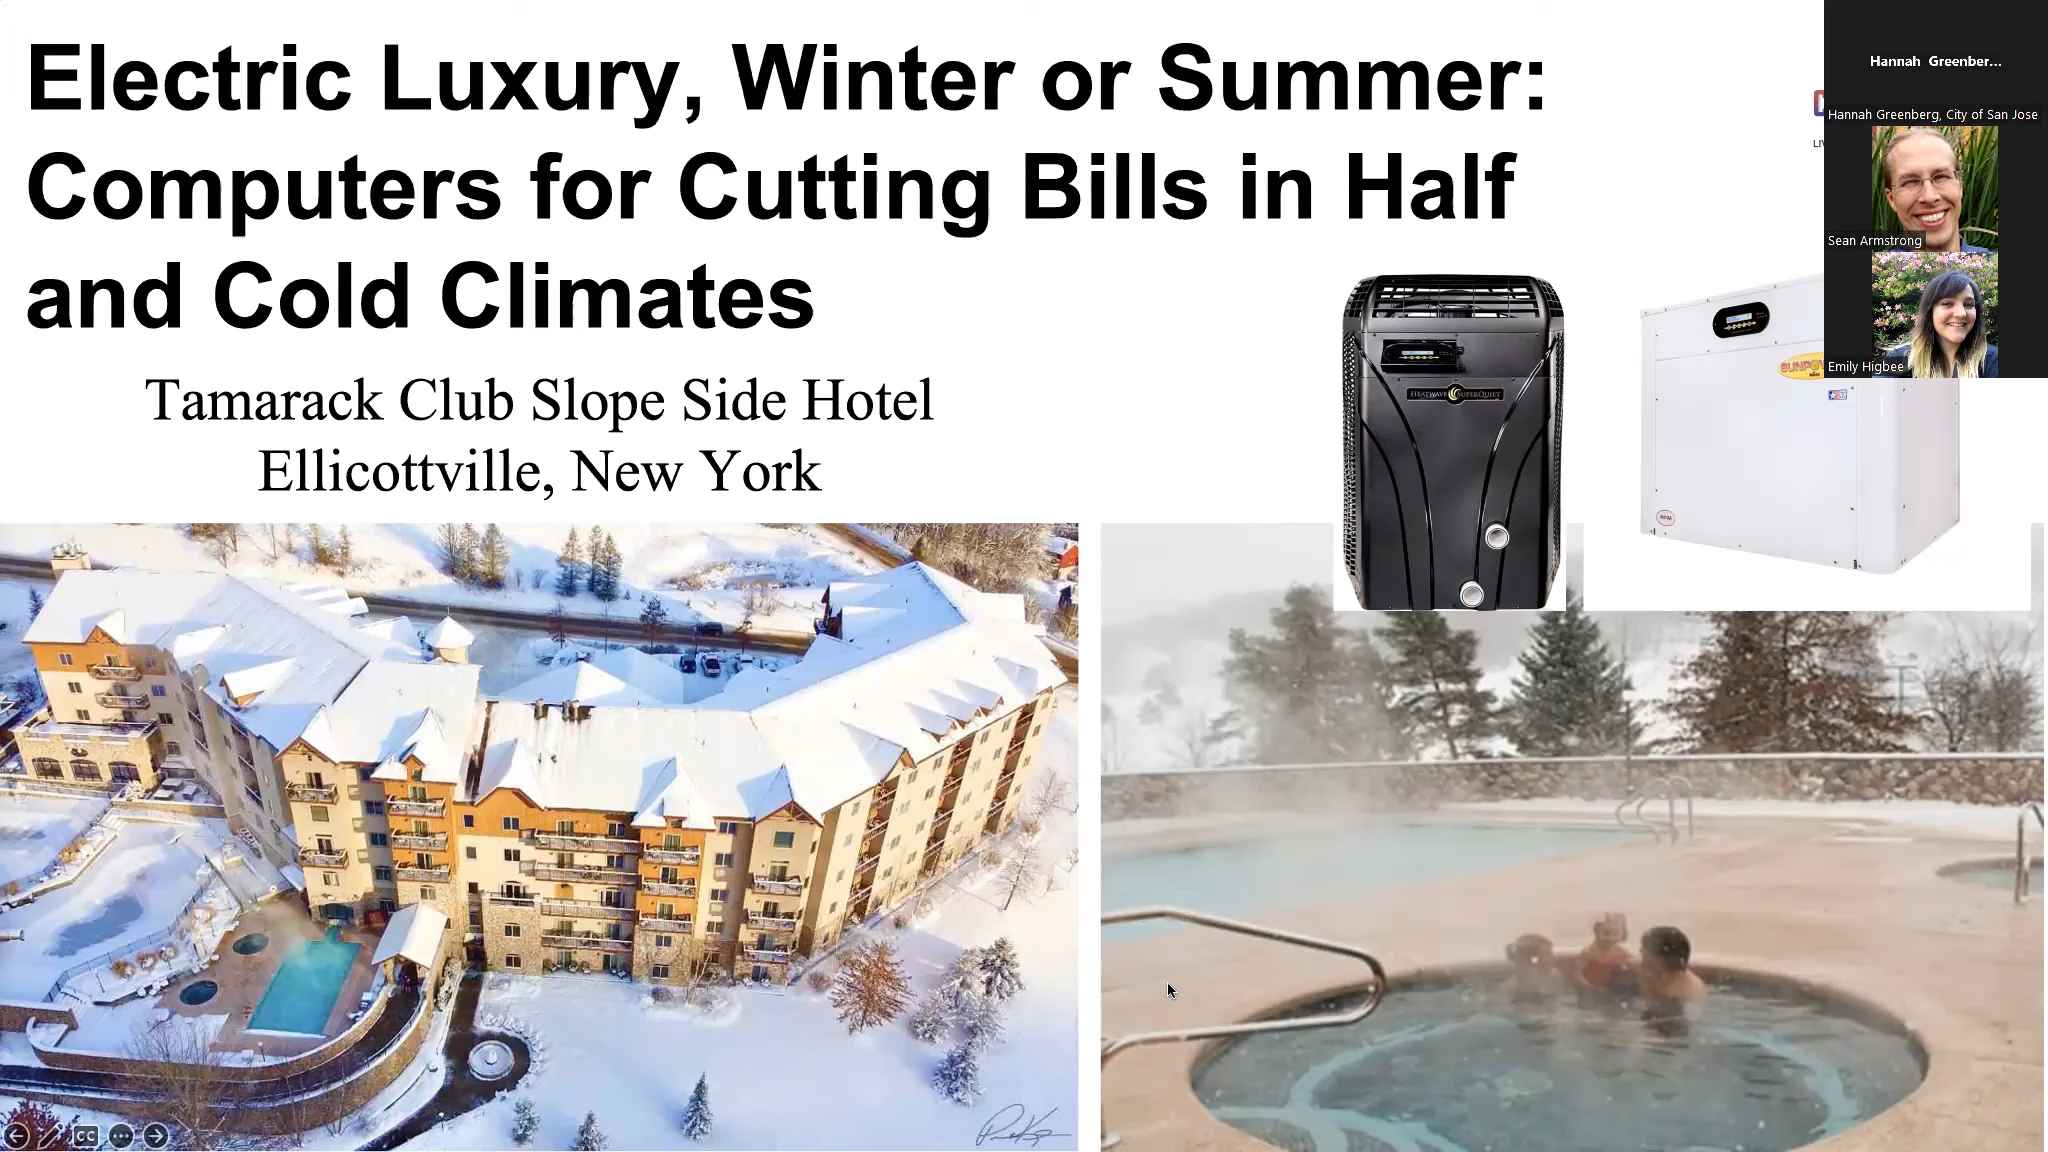 Electric Luxury, Winter or Summer:
Computers for Cutting Bills in Half
and Cold Climates
Tamarack Club Slope Side Hotel
Ellicottville, New York
Hannah Greenber...
Hannah Greenberg, City of San Jose
Sean Armstrong
Emily Higbee
HEATWAVE SUPERQUIET
CC